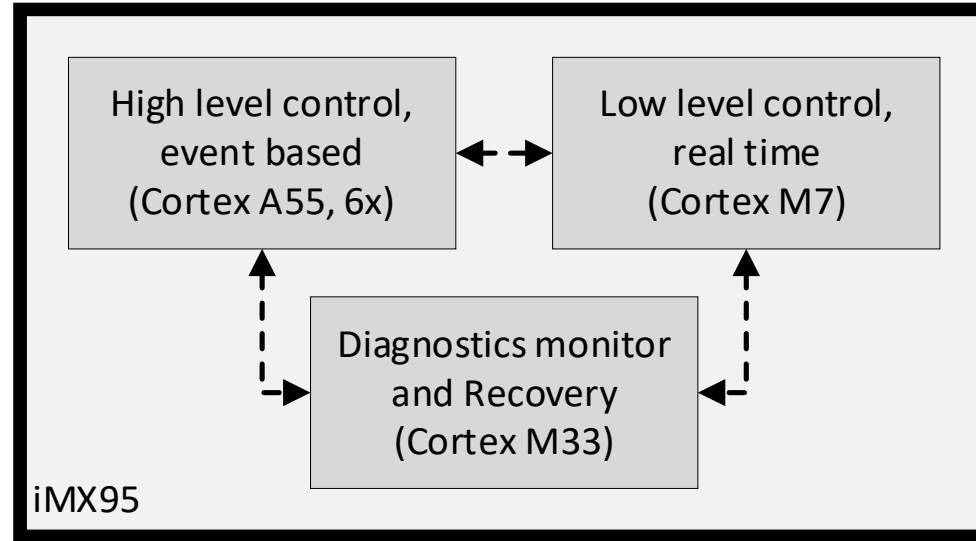 High level control,
event based
(Cortex A55, 6x)
Low level control,
real time
(Cortex M7)
Diagnostics monitor
and Recovery
(Cortex M33)
iMX95